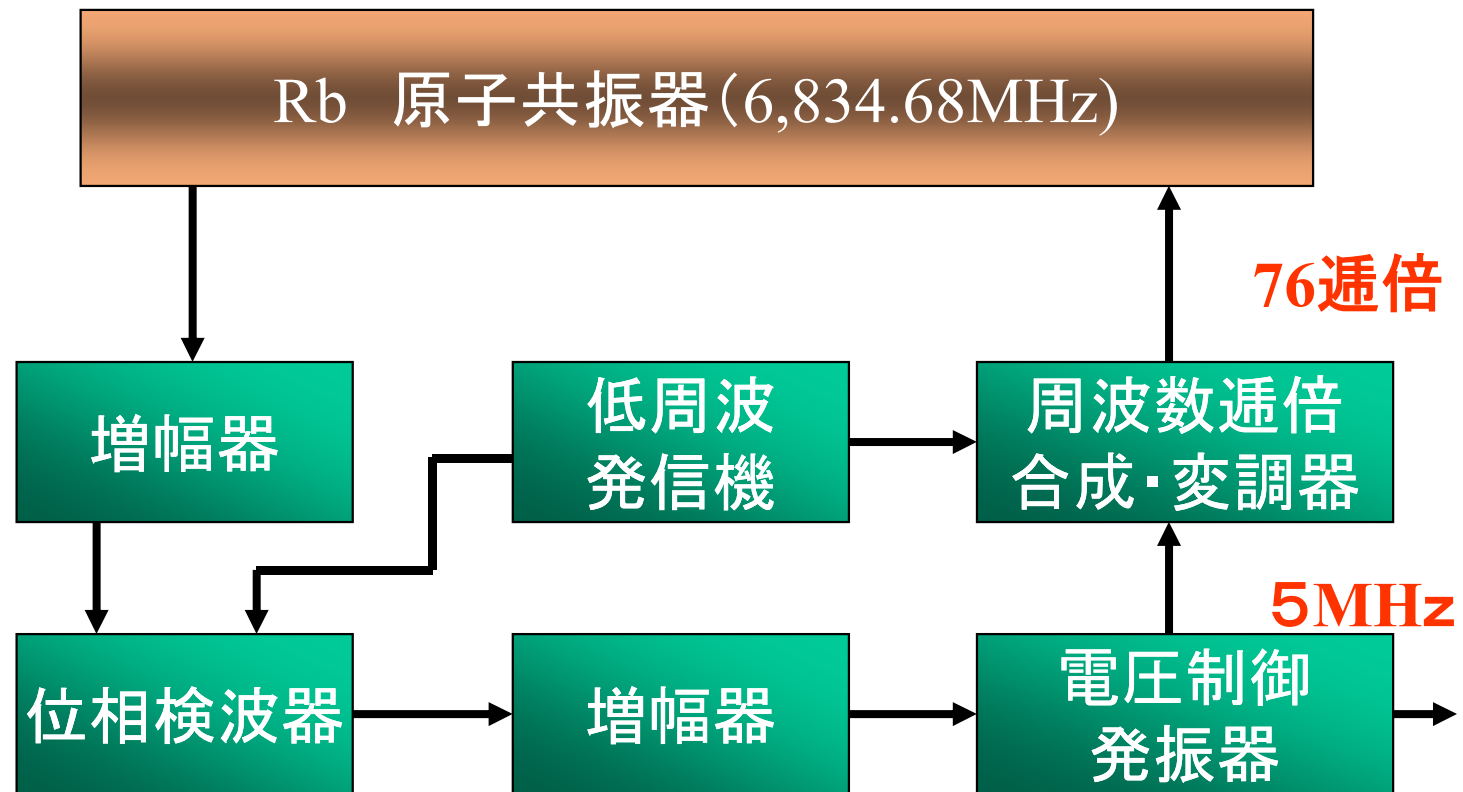 Rb　原子共振器(6,834.68MHz)
76逓倍
増幅器
低周波
発信機
周波数逓倍
合成・変調器
５MHz
位相検波器
増幅器
電圧制御
発振器